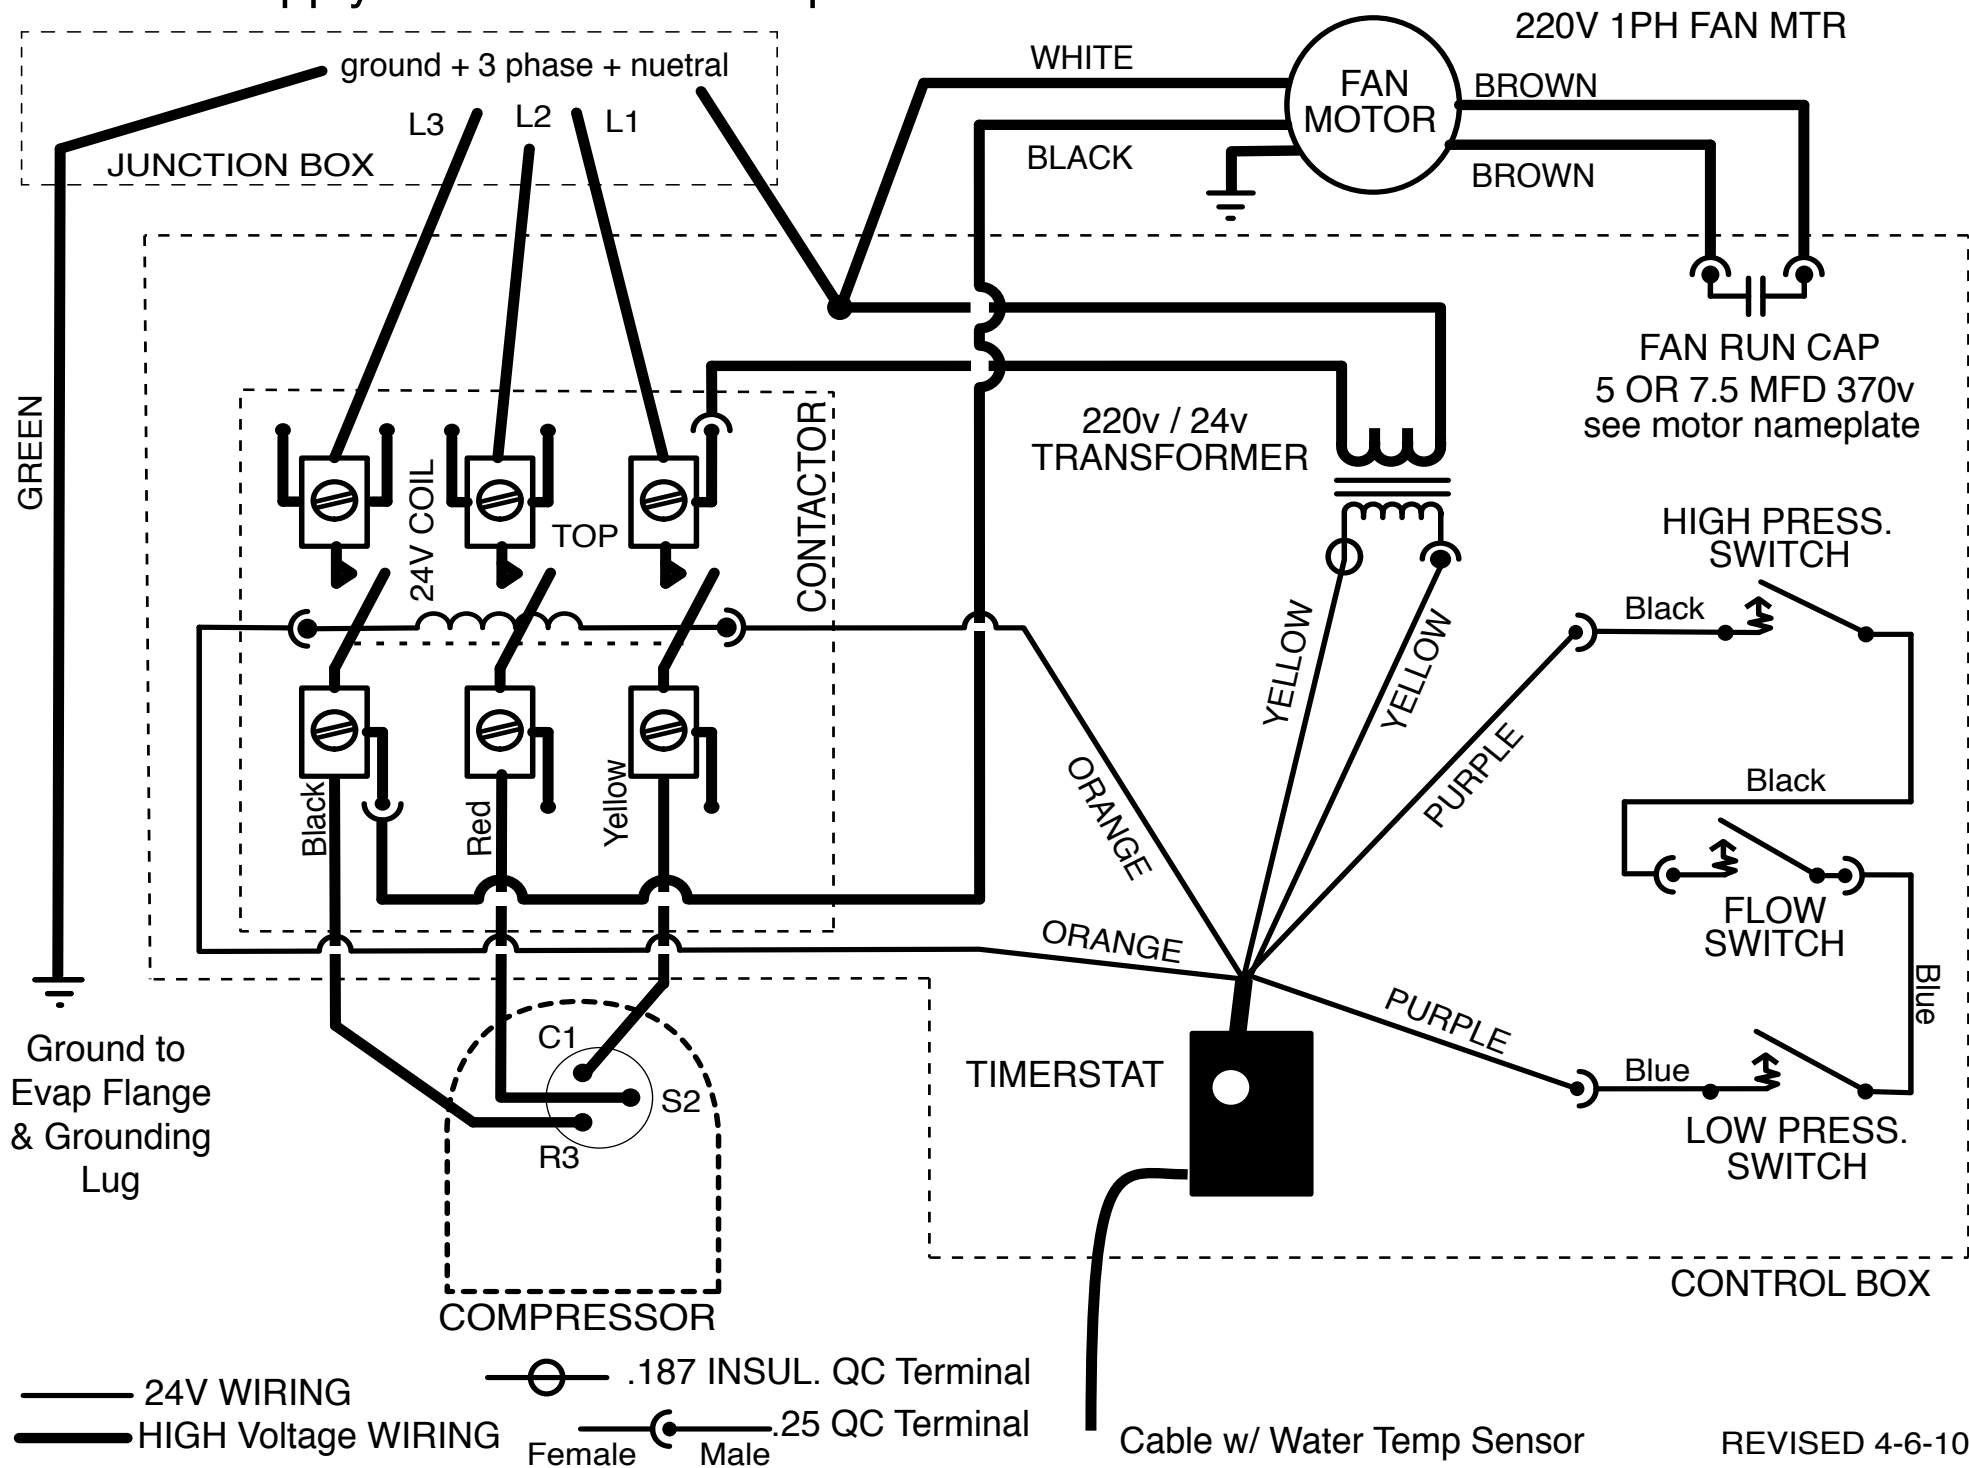 220V 1PH FAN MTR
ground + 3 phase + nuetral
L3
L2
L1
JUNCTION BOX
WHITE
BLACK
FAN
MOTOR
BROWN
BROWN
FAN RUN CAP
5 OR 7.5 MFD 370v
see motor nameplate
GREEN
24V COIL
TOP
CONTACTOR
220v / 24v
TRANSFORMER
HIGH PRESS.
SWITCH
Black
YELLOW
YELLOW
PURPLE
ORANGE
Black
Black
Red
Yellow
FLOW
SWITCH
ORANGE
Blue
PURPLE
Ground to
Evap Flange
& Grounding
Lug
C1
S2
R3
TIMERSTAT
Blue
LOW PRESS.
SWITCH
COMPRESSOR
CONTROL BOX
24V WIRING
HIGH Voltage WIRING
.187 INSUL. QC Terminal
.25 QC Terminal
Female
Male
Cable w/ Water Temp Sensor
REVISED 4-6-10